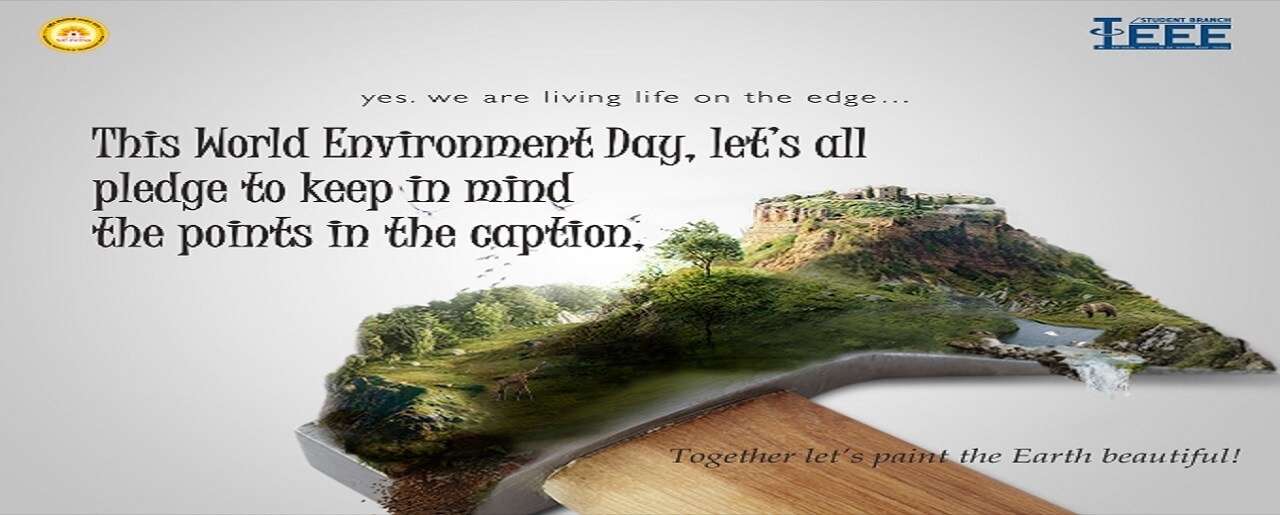 STUDENT BRANCH
IEEE
yes. we are living life on the edge...
This World Environment Day, let's all
pledge to keep in mind
the points in the caption,
Together let's paint the Earth beautiful!